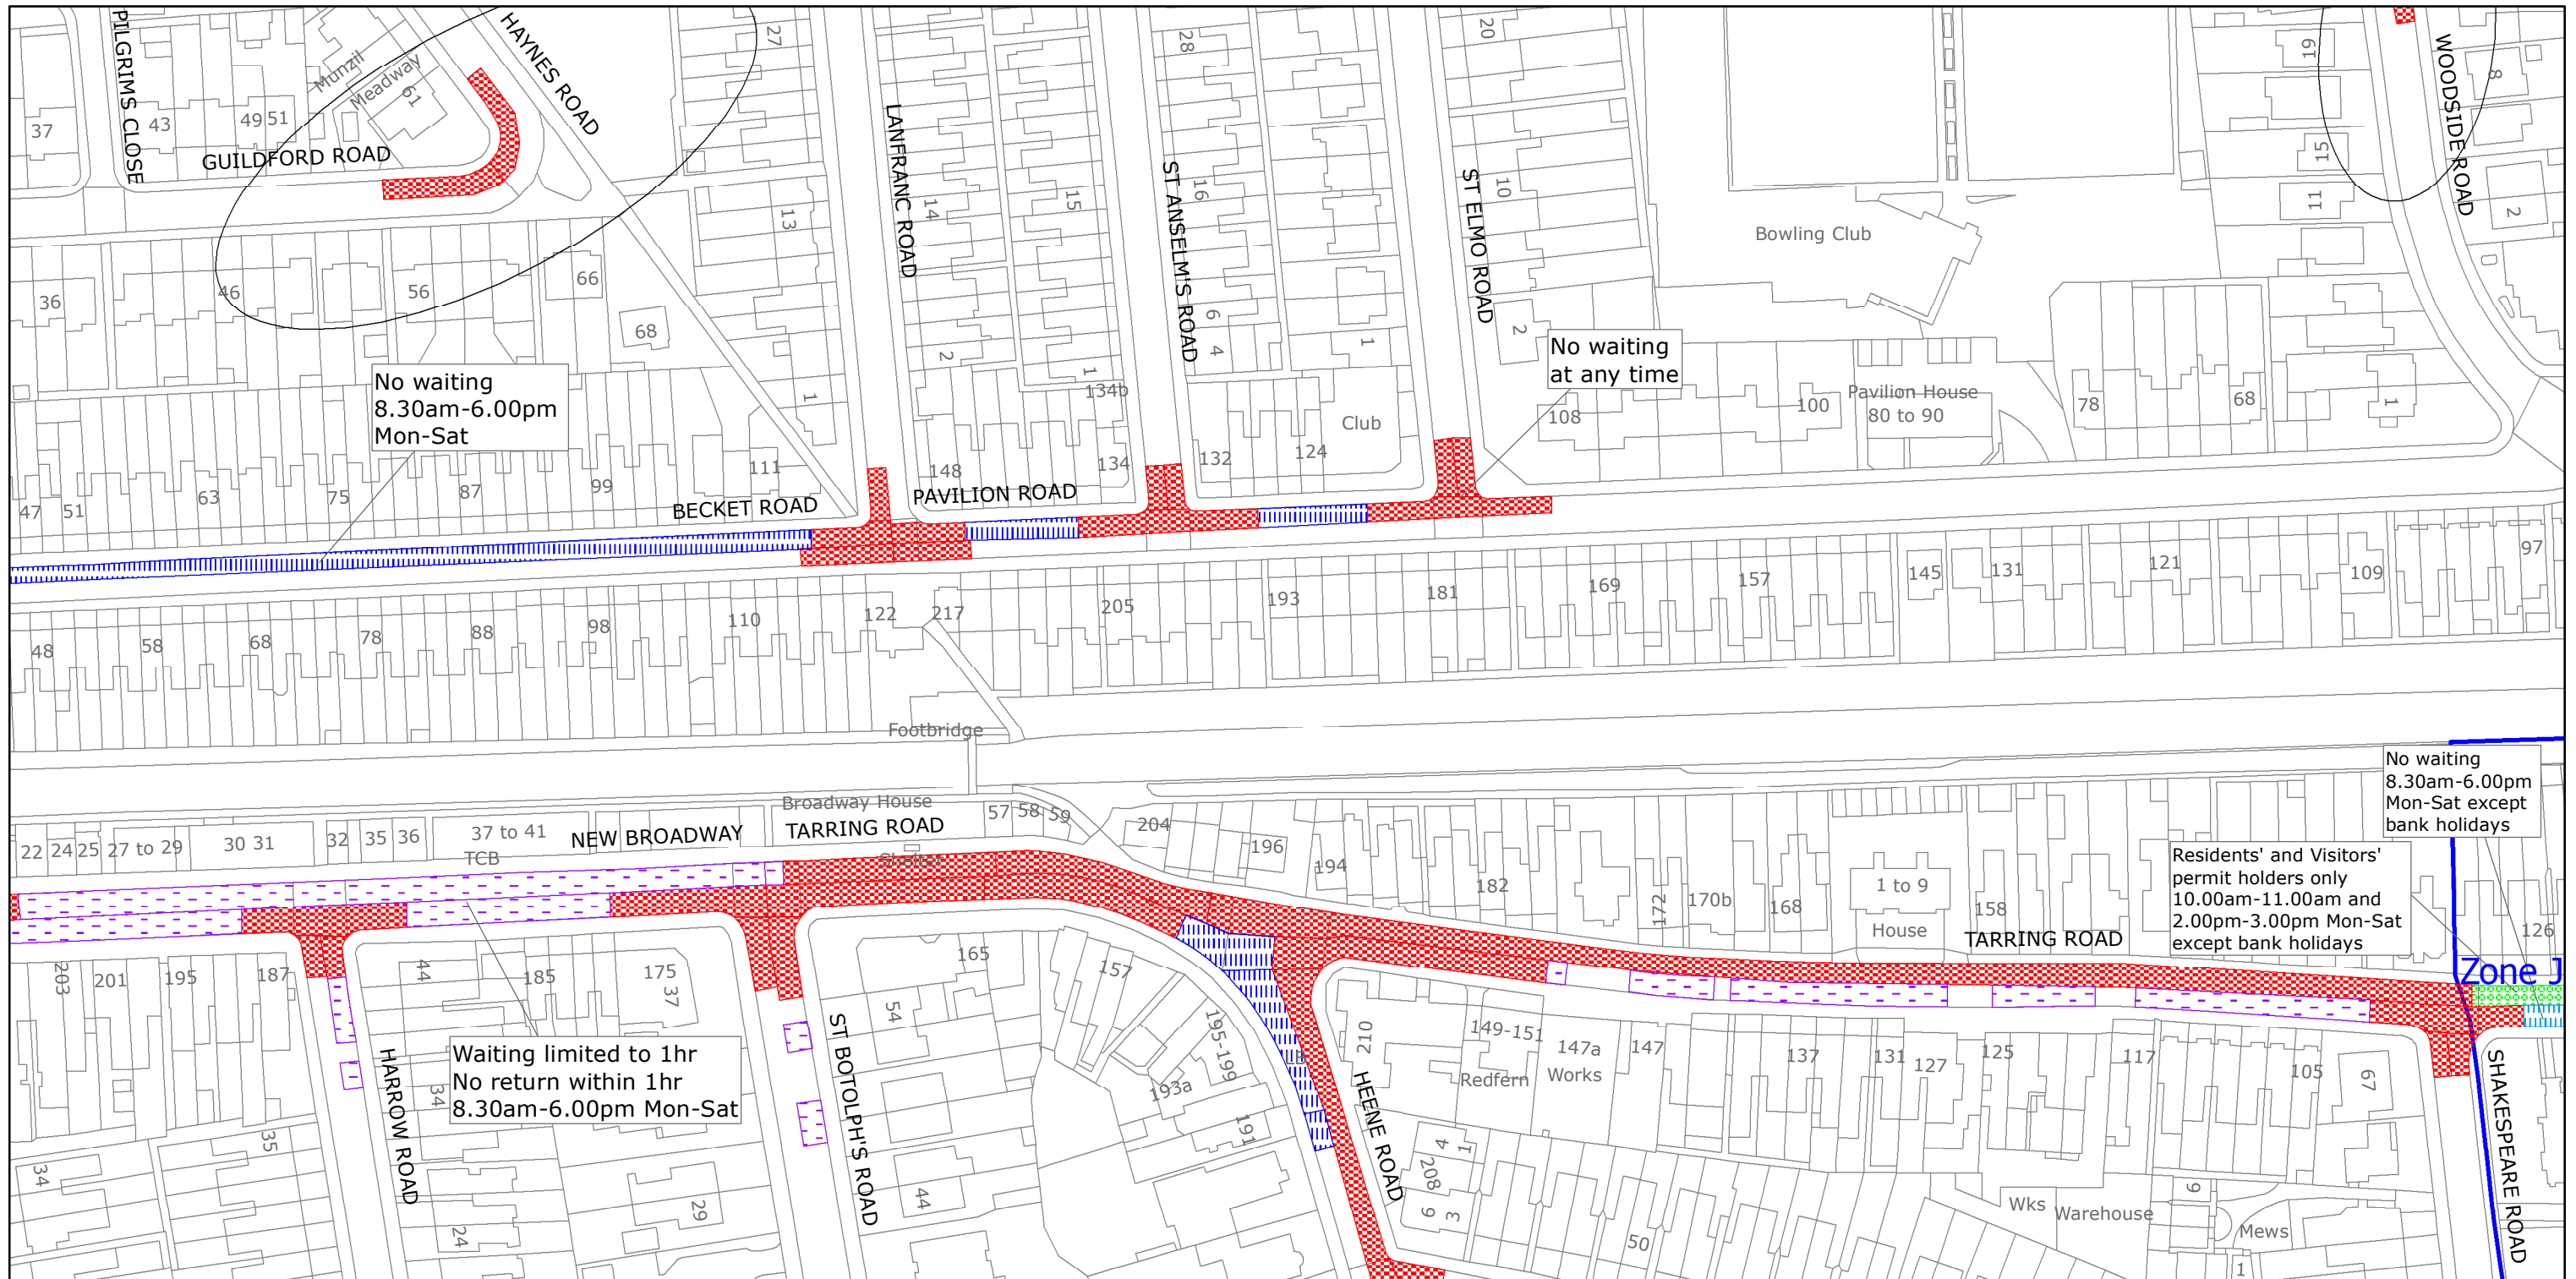 PILGRIMS CLOSE
37
43
49
51
Munzil
Meadway
61
GUILDFORD ROAD
HAYNES ROAD
27
13
1
LANFRANC ROAD
14
2
15
1
134b
28
16
6
4
ST ANSELM'S ROAD
1
Club
20
10
2
ST ELMO ROAD
Bowling Club
19
15
11
WOODSIDE ROAD
8
2
36
46
56
66
68
No waiting
8.30am-6.00pm
Mon-Sat
No waiting
at any time
108
100
Pavilion House
80 to 90
78
68
1
47
51
63
75
87
99
111
BECKET ROAD
148
134
PAVILION ROAD
132
124
48
58
68
78
88
98
110
122
217
205
193
181
169
157
145
131
121
109
97
Footbridge
No waiting
8.30am-6.00pm
Mon-Sat except
bank holidays
Residents' and Visitors'
permit holders only
10.00am-11.00am and
2.00pm-3.00pm Mon-Sat
except bank holidays
22
24
25
27 to 29
30 31
32
35
36
37 to 41
TCB
NEW BROADWAY
Broadway House
TARRING ROAD
Shelter
57
58
59
204
196
194
182
172
170b
168
1 to 9
House
158
TARRING ROAD
126
Zone J
203
201
195
187
44
185
175
37
165
157
54
195-199
193a
191
210
149-151
Redfern
147a
Works
147
137
131
127
125
117
105
67
Waiting limited to 1hr
No return within 1hr
8.30am-6.00pm Mon-Sat
34
35
HARROW ROAD
34
24
29
ST BOTOLPH'S ROAD
44
HEENE ROAD
4
1
208
6
3
50
Wks
Warehouse
6
Mews
1
SHAKESPEARE ROAD